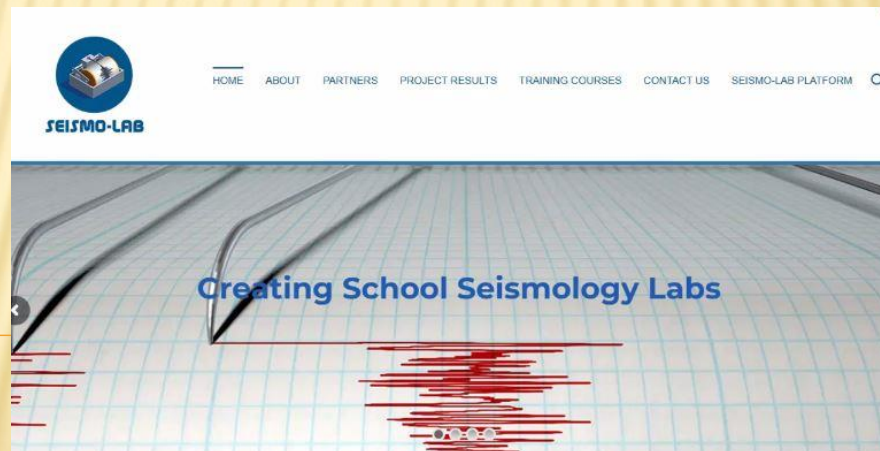 SEISMO-LAB
HOME ABOUT PARTNERS PROJECT RESULTS TRAINING COURSES CONTACT US SEISMO-LAB PLATFORM
Creating School Seismology Labs